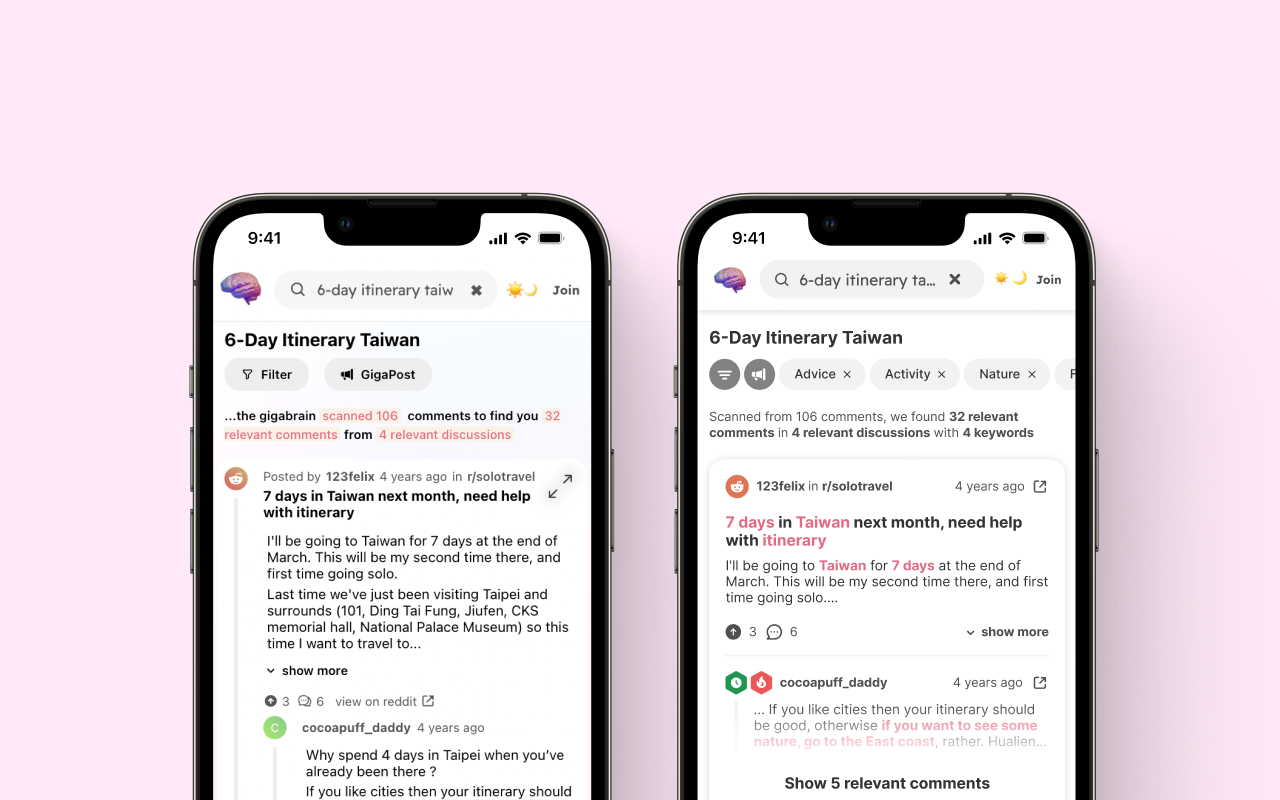 9:41
6-day itinerary taiw
Join
6-Day Itinerary Taiwan
Filter
GigaPost
...the gigabrain scanned 106 comments to find you 32
relevant comments from 4 relevant discussions
Posted by 123felix 4 years ago in r/solotravel
7 days in Taiwan next month, need help
with itinerary
I'll be going to Taiwan for 7 days at the end of
March. This will be my second time there, and
first time going solo.
Last time we've just been visiting Taipei and
surrounds (101, Ding Tai Fung, Jiufen, CKS
memorial hall, National Palace Museum) so this
time I want to travel to...
show more
3 6 view on reddit
C cocoapuff_daddy 4 years ago
Why spend 4 days in Taipei when you've
already been there ?
If you like cities then your itinerary should
9:41
6-day itinerary ta...
Join
6-Day Itinerary Taiwan
Advice × Activity × Nature × F
Scanned from 106 comments, we found 32 relevant
comments in 4 relevant discussions with 4 keywords
123felix in r/solotravel 4 years ago
7 days in Taiwan next month, need help
with itinerary
I'll be going to Taiwan for 7 days at the end of
March. This will be my second time there, and first
time going solo....
3 6 show more
cocoapuff_daddy 4 years ago
... If you like cities then your itinerary should
be good, otherwise if you want to see some
nature, go to the East coast, rather. Hualien...
Show 5 relevant comments